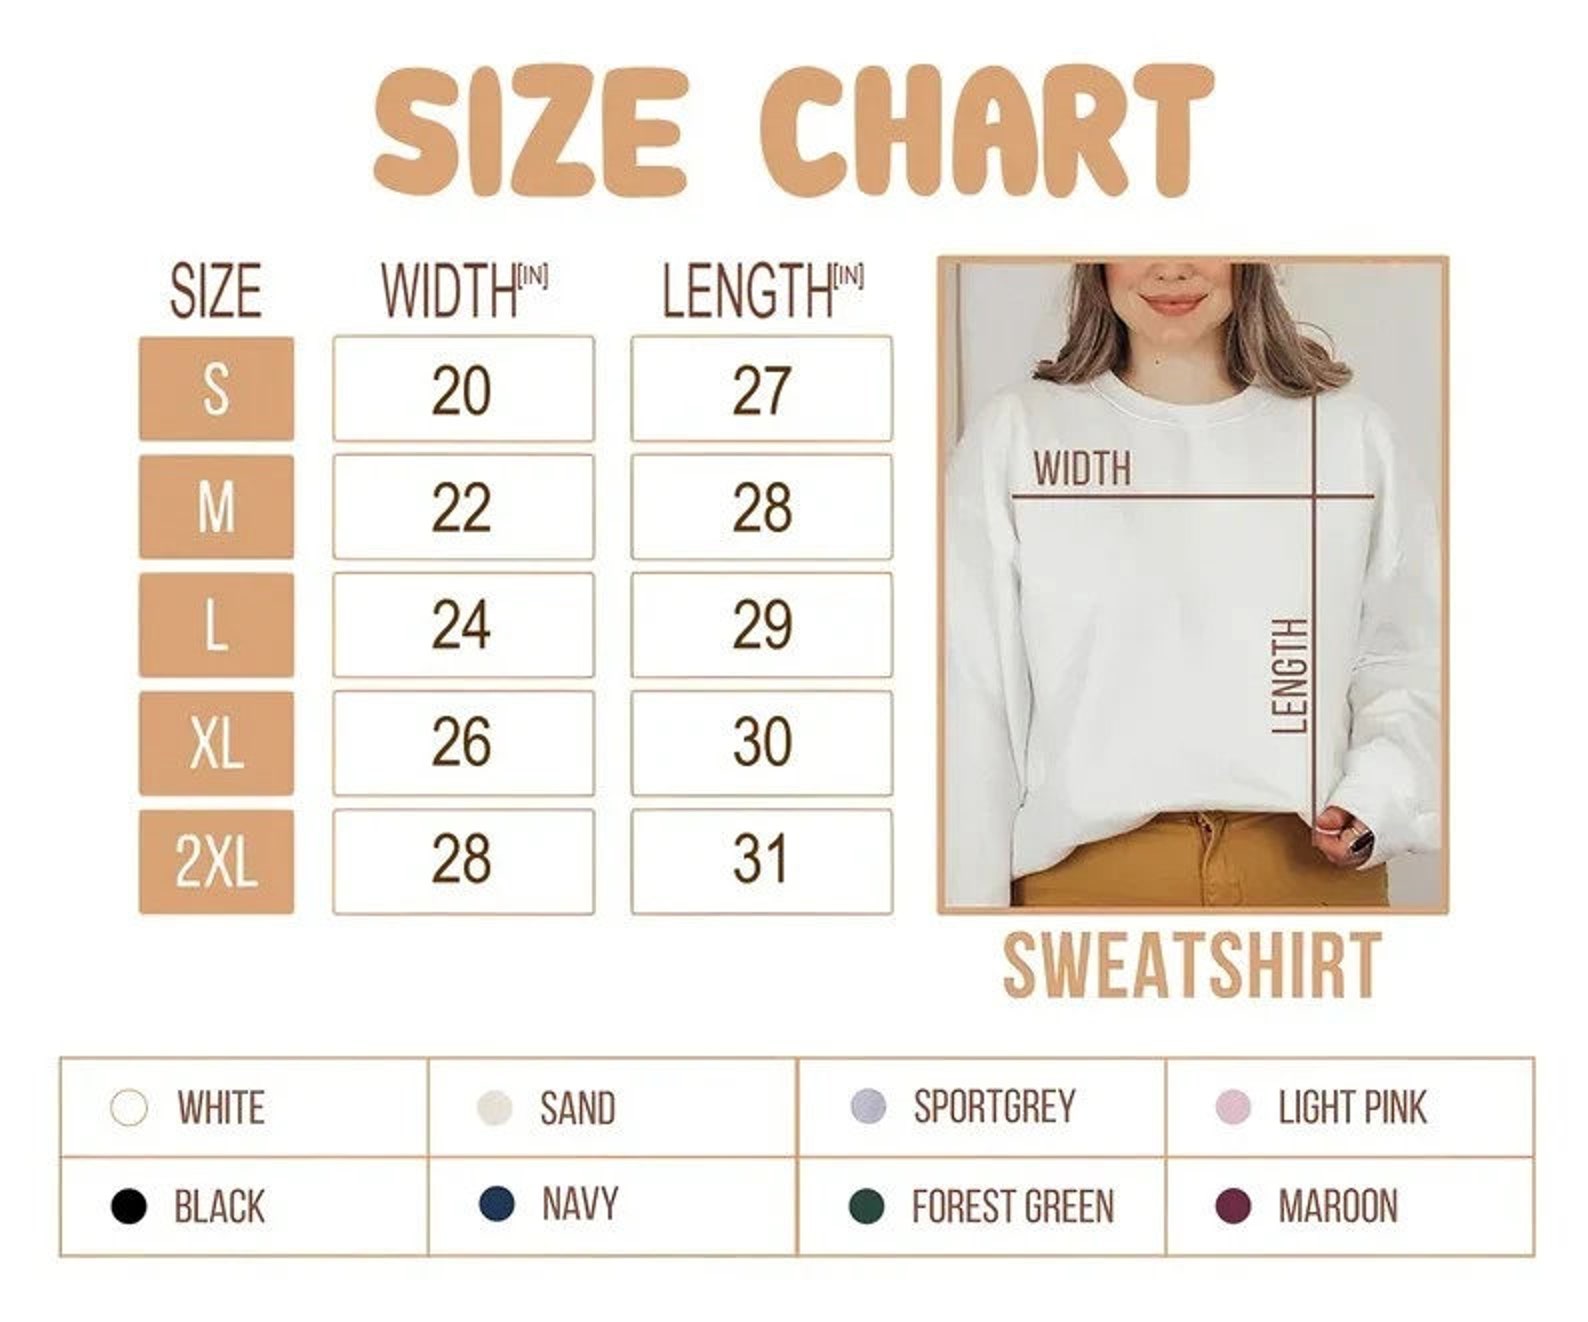 SIZE CHART
SIZE WIDTH[IN] LENGTH[IN]
S 20 27
M 22 28
L 24 29
XL 26 30
2XL 28 31
WIDTH
LENGTH
SWEATSHIRT
WHITE SAND SPORTGREY LIGHT PINK
BLACK NAVY FOREST GREEN MAROON